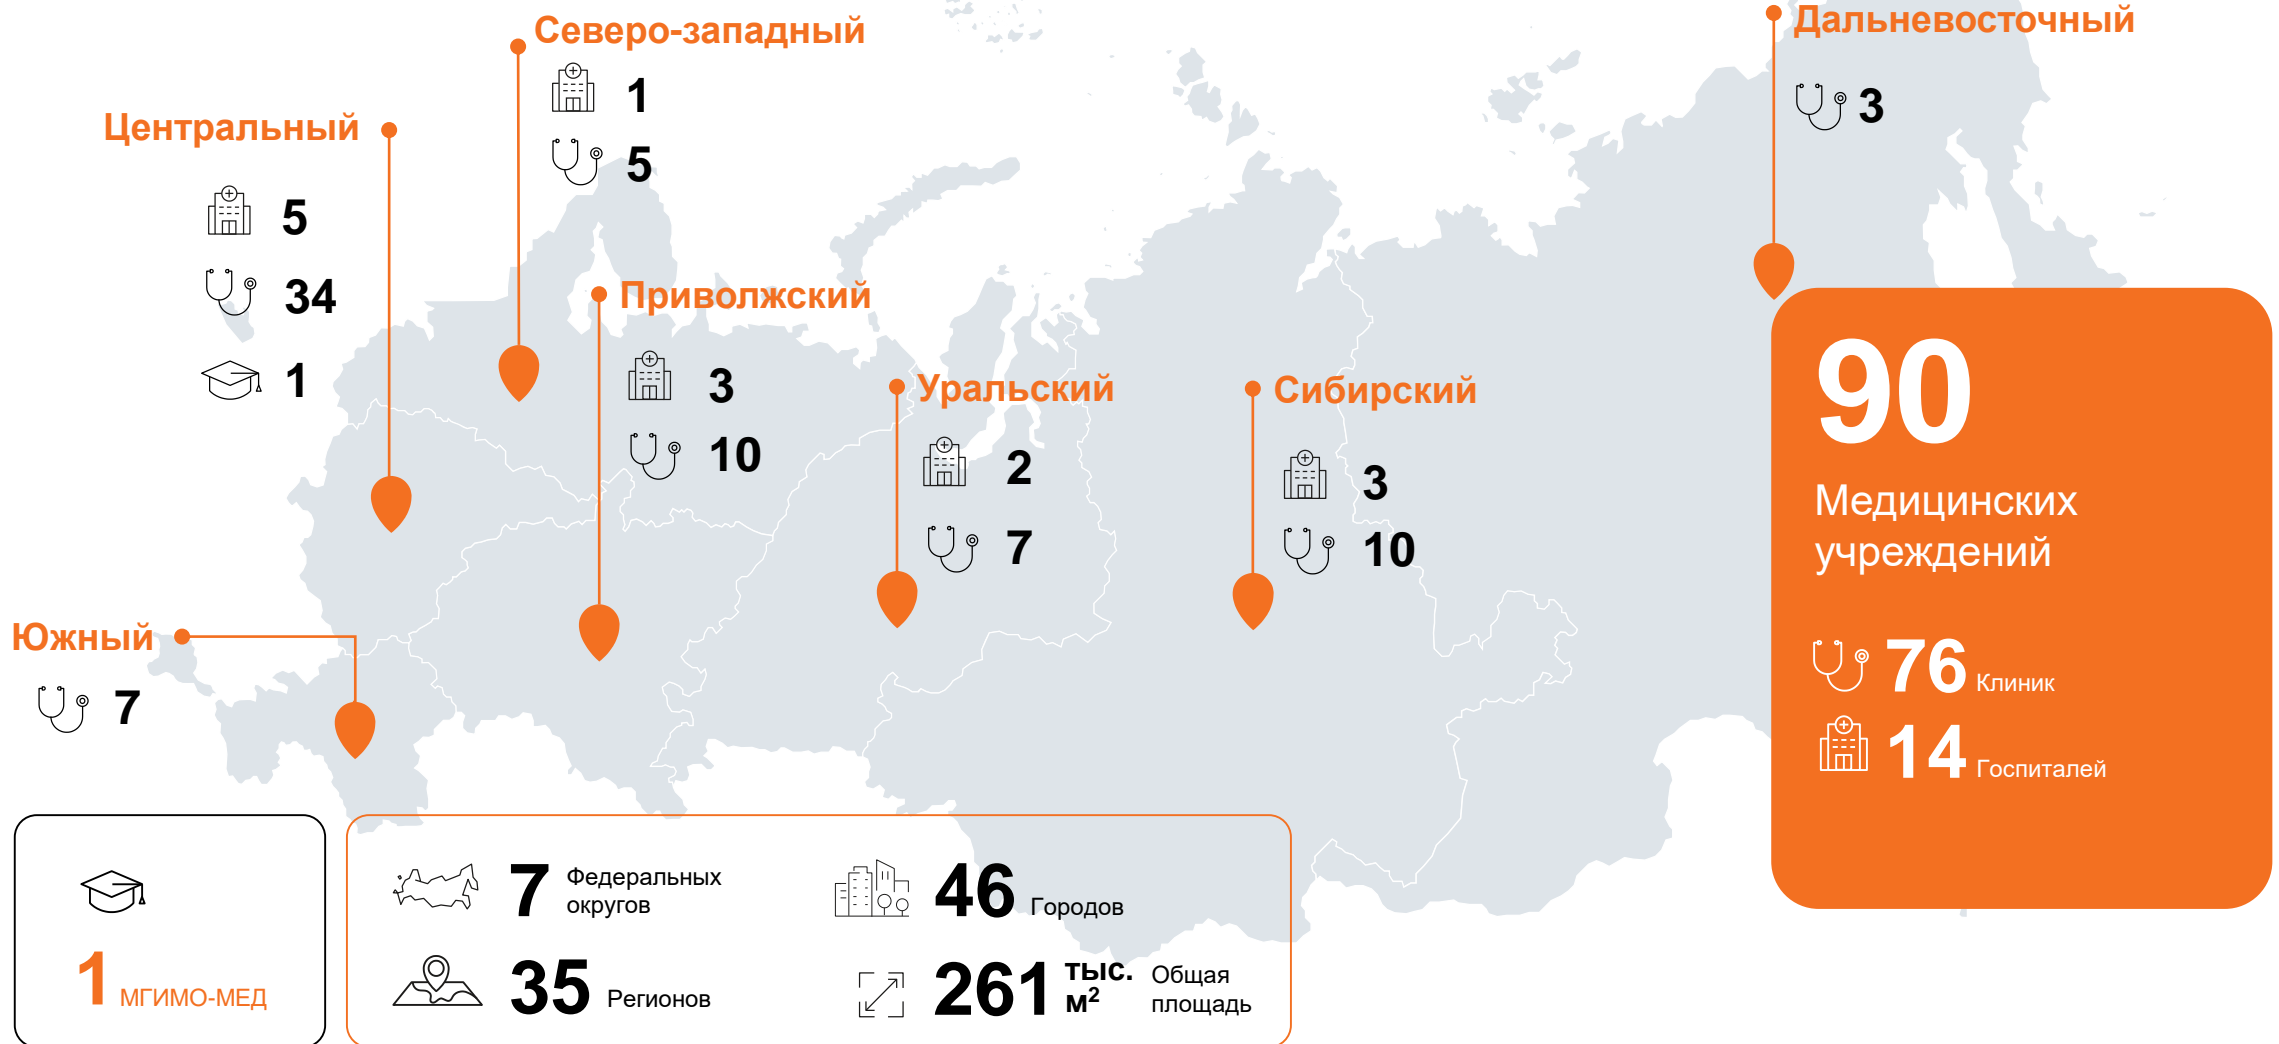 Северо-западный
1
5
Центральный
5
34
1
Приволжский
3
10
Уральский
2
7
Сибирский
3
10
Дальневосточный
3
Южный
7
90
Медицинских
учреждений
76 Клиник
14 Госпиталей
1 МГИМО-МЕД
7 Федеральных
округов
35 Регионов
46 Городов
261 тыс.
м² Общая
площадь